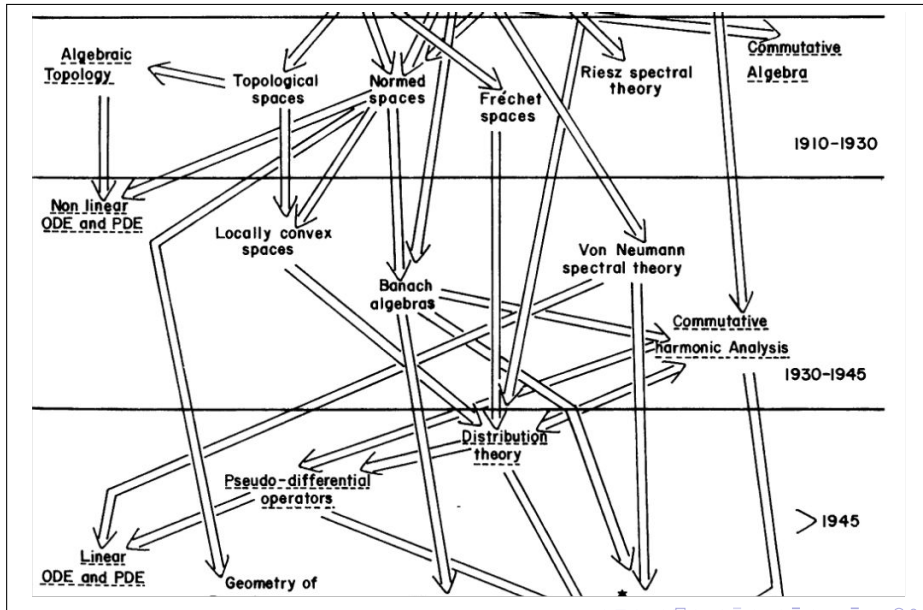 Algebraic
Topology
Topological
spaces
Normed
spaces
Fréchet
spaces
Riesz spectral
theory
Commutative
Algebra
1910-1930
Non linear
ODE and PDE
Locally convex
spaces
Banach
algebras
Von Neumann
spectral theory
Commutative
harmonic Analysis
1930-1945
Distribution
theory
Pseudo-differential
operators
1945
Linear
ODE and PDE
Geometry of